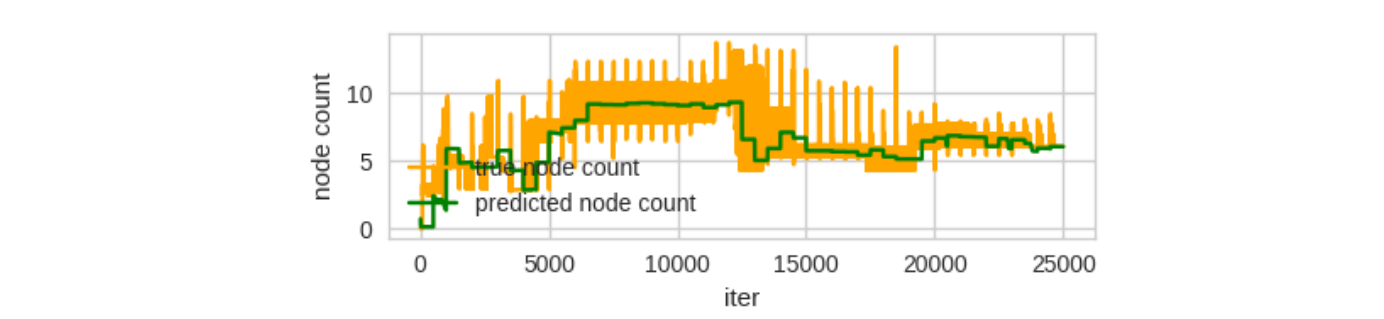 node count
10
5
0
true node count
predicted node count
0 5000 10000 15000 20000 25000
iter